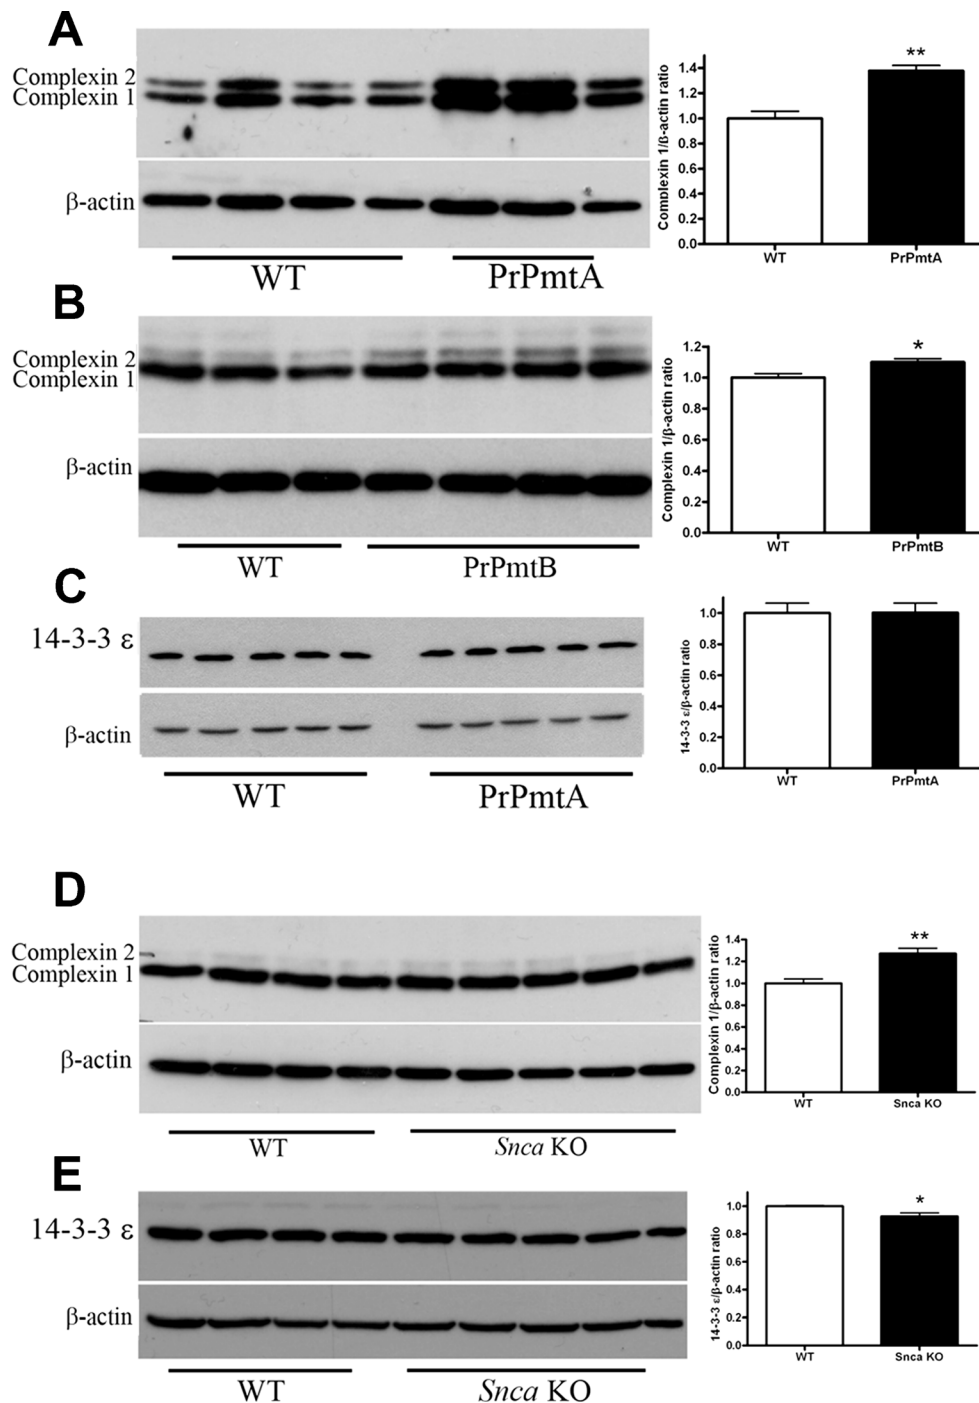 A
Complexin 2
Complexin 1
β-actin
WT
PrPmtA
Complexin 1/ß-actin ratio
1.4
1.2
1.0
0.8
0.6
0.4
0.2
0.0
**
WT
PrPmtA
B
Complexin 2
Complexin 1
β-actin
WT
PrPmtB
Complexin 1/β-actin ratio
1.2
1.0
0.8
0.6
0.4
0.2
0.0
*
WT
PrPmtB
C
14-3-3 ε
β-actin
WT
PrPmtA
14-3-3 ε/β-actin ratio
1.0
0.8
0.6
0.4
0.2
0.0
WT
PrPmtA
D
Complexin 2
Complexin 1
β-actin
WT
Snca KO
Complexin 1/β-actin ratio
1.4
1.2
1.0
0.8
0.6
0.4
0.2
0.0
**
WT
Snca KO
E
14-3-3 ε
β-actin
WT
Snca KO
14-3-3 ε/β-actin ratio
1.0
0.8
0.6
0.4
0.2
0.0
*
WT
Snca KO